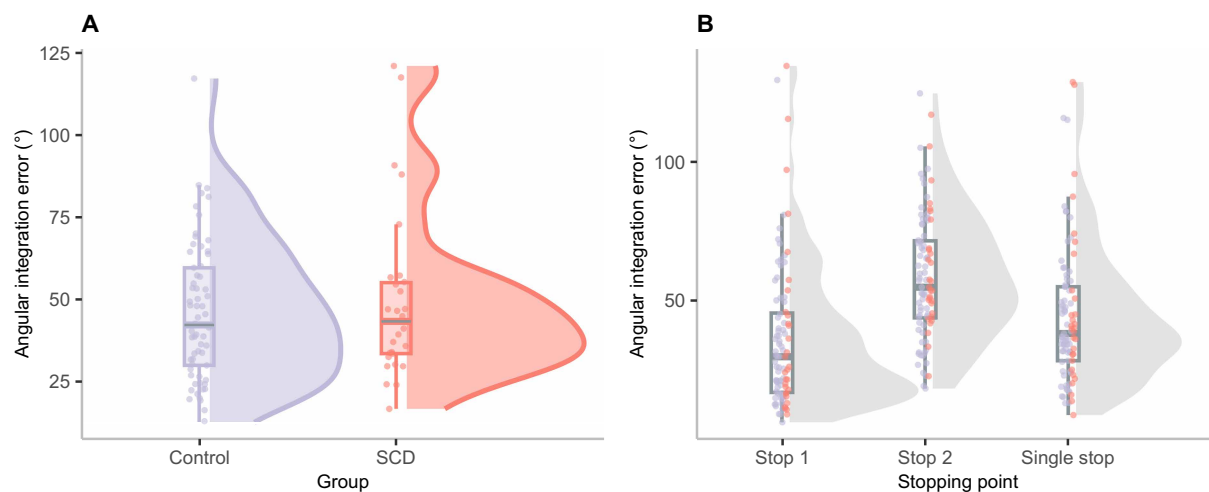 A
Angular integration error (°)
125
100
75
50
25
Control
SCD
Group
B
Angular integration error (°)
100
50
Stop 1
Stop 2
Single stop
Stopping point